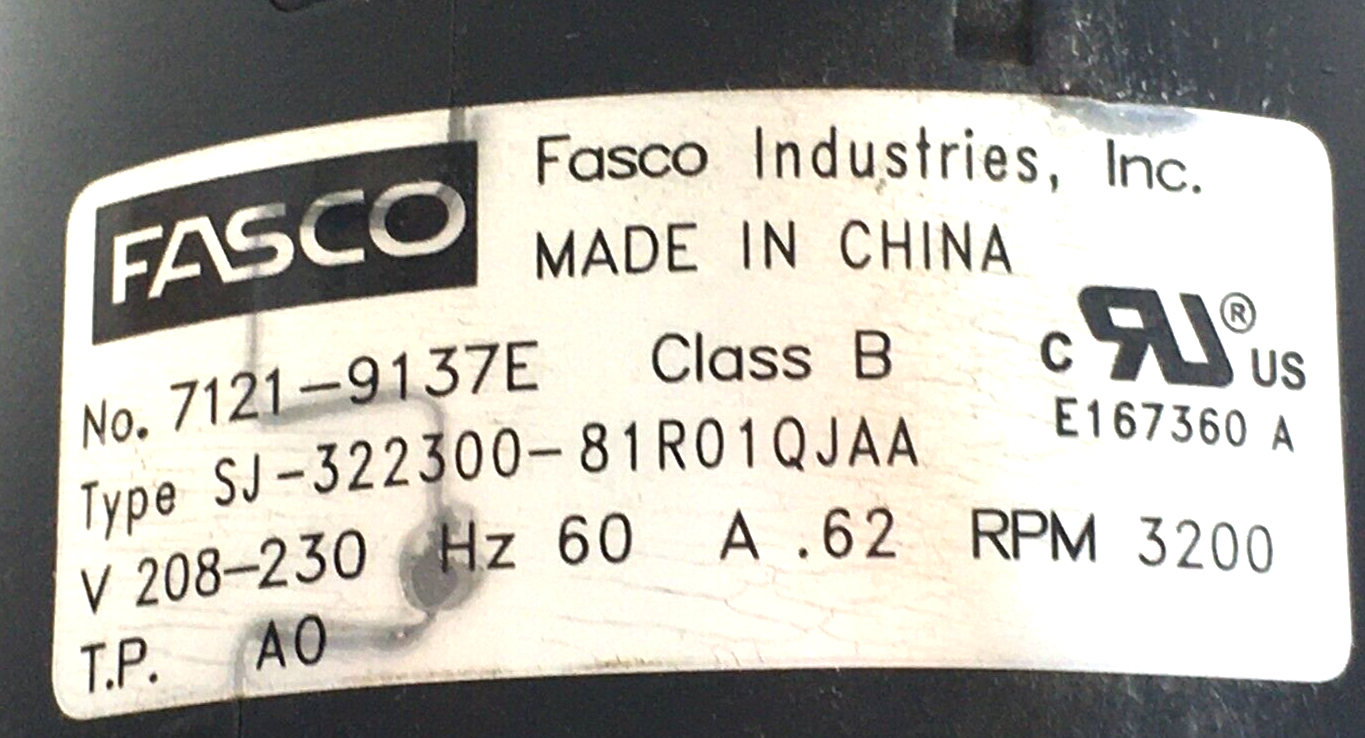 FASCO
Fasco Industries, Inc.
MADE IN CHINA
No. 7121-9137E Class B
c RU ® US
E167360 A
Type SJ-322300-81R01QJAA
V 208-230 Hz 60 A .62 RPM 3200
T.P. AO